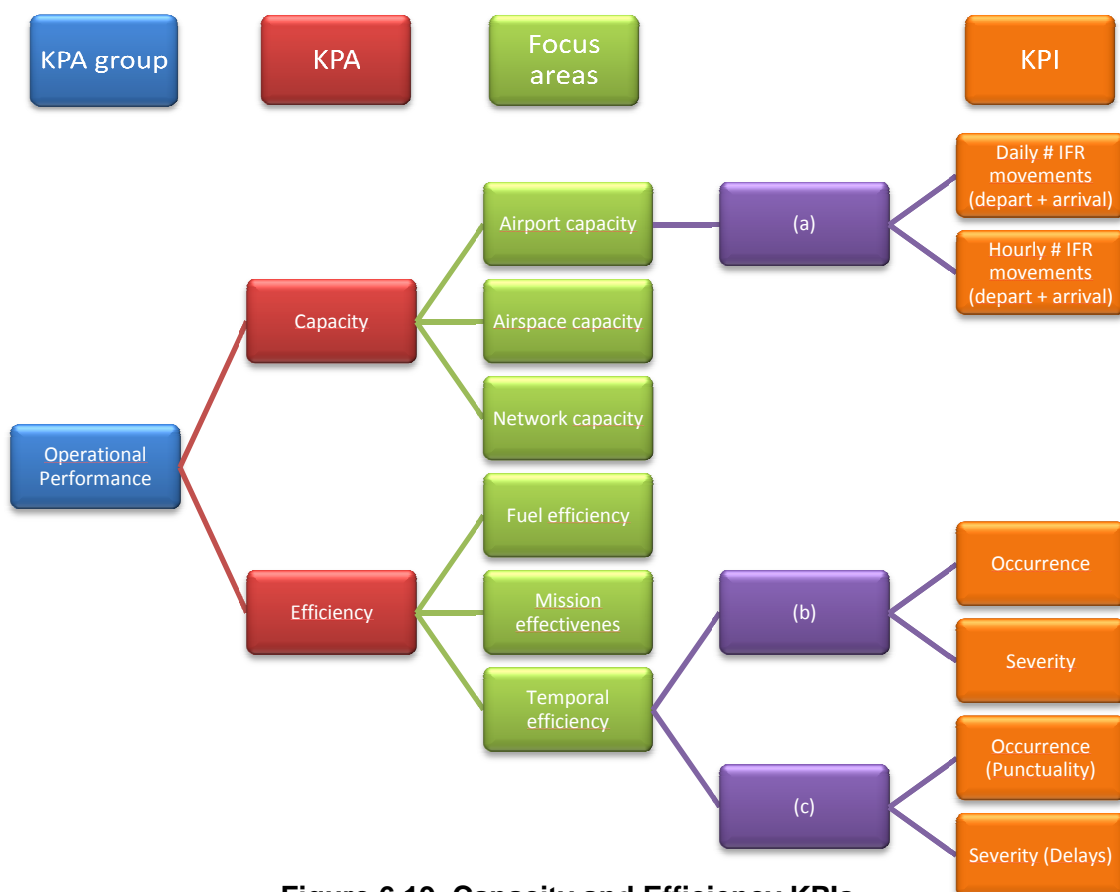 KPA group
KPA
Focus
areas
KPI
Daily # IFR
movements
(depart + arrival)
Airport capacity
(a)
Hourly # IFR
movements
(depart + arrival)
Capacity
Airspace capacity
Network capacity
Operational
Performance
Fuel efficiency
Occurrence
Efficiency
Mission
effectivenes
(b)
Severity
Temporal
efficiency
Occurrence
(Punctuality)
(c)
Severity (Delays)